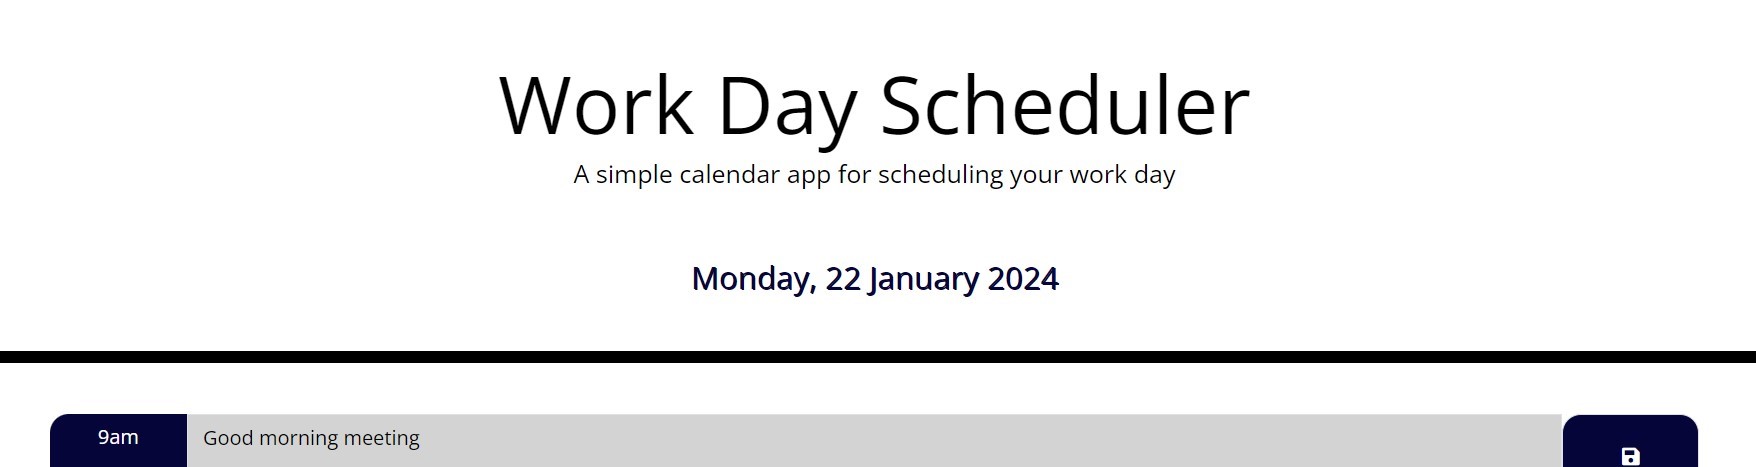 Work Day Scheduler
A simple calendar app for scheduling your work day
Monday, 22 January 2024
9am
Good morning meeting